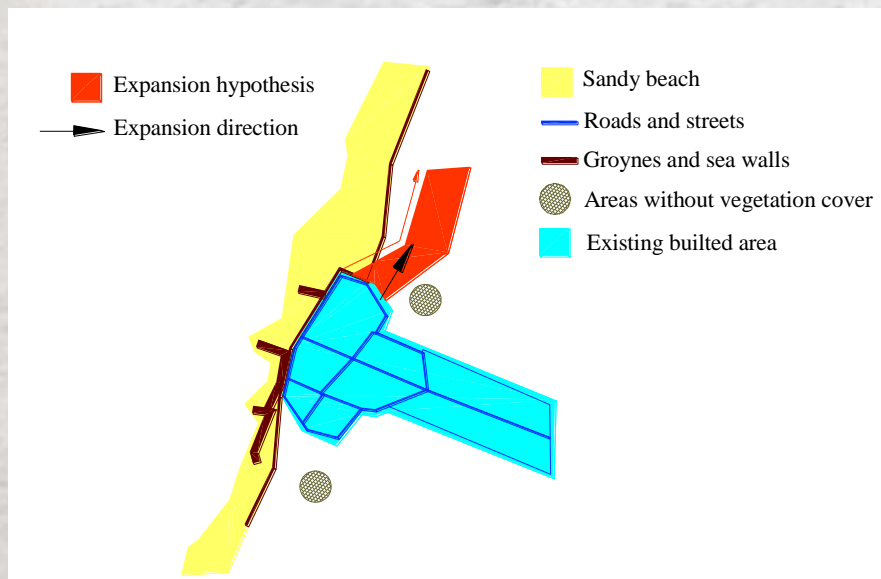 Expansion hypothesis
Expansion direction
Sandy beach
Roads and streets
Groynes and sea walls
Areas without vegetation cover
Existing builted area